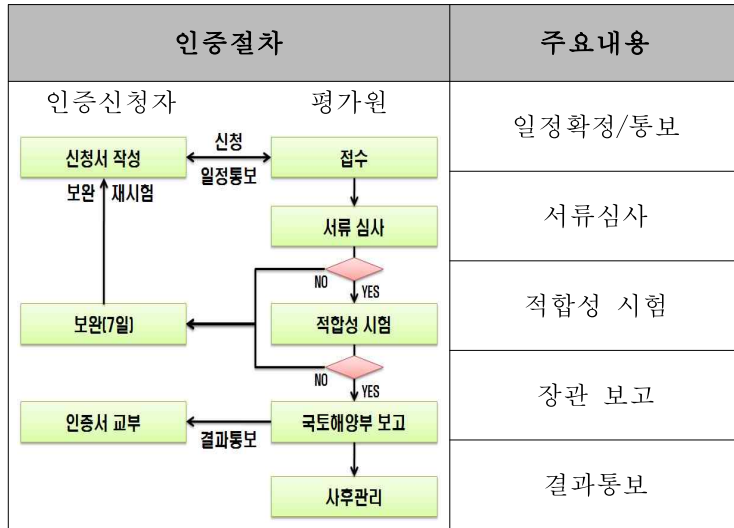 인증절차 주요내용
인증신청자 평가원
일정확정/통보
신청서 작성 신청 접수
일정통보
보완 재시험
서류 심사
서류심사
NO YES
보완(7일) 적합성 시험
적합성 시험
NO YES
장관 보고
인증서 교부 결과통보 국토해양부 보고
결과통보
사후관리